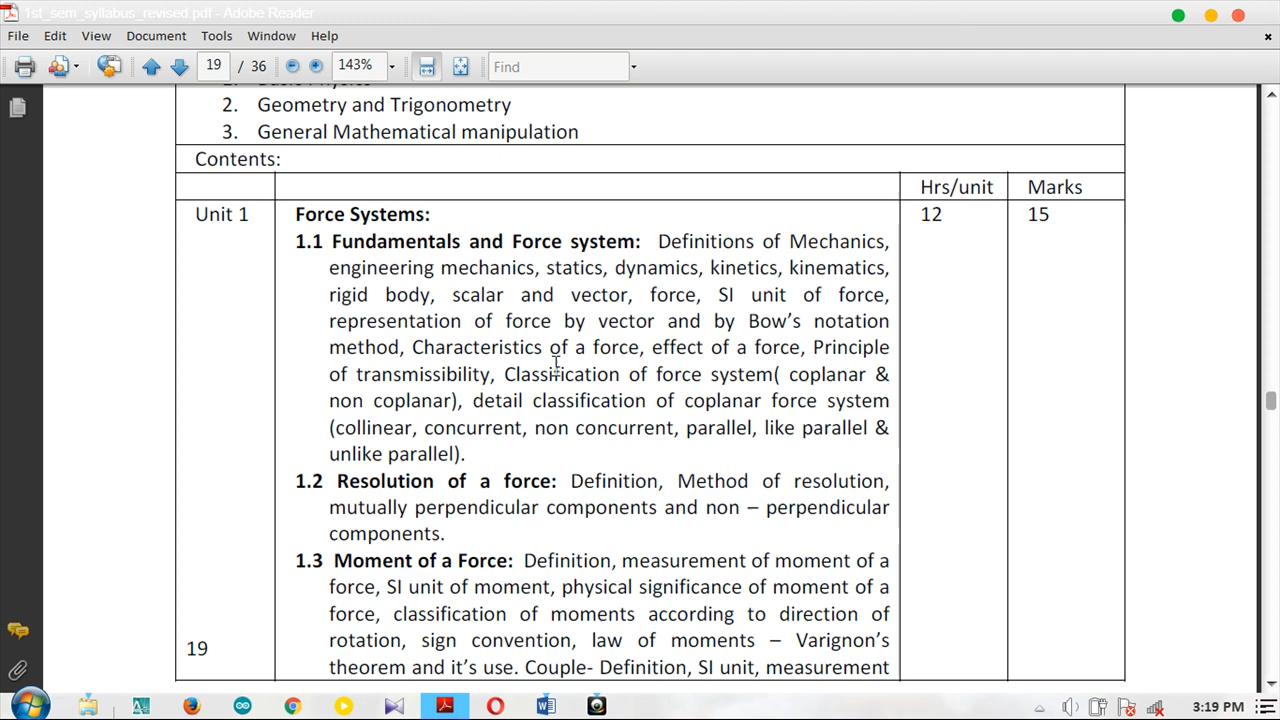 1st_sem_syllabus_revised.pdf - Adobe Reader
File Edit View Document Tools Window Help
19 / 36 143% Find
2. Geometry and Trigonometry
3. General Mathematical manipulation
Contents:
Hrs/unit Marks
Unit 1 Force Systems: 12 15
1.1 Fundamentals and Force system: Definitions of Mechanics,
engineering mechanics, statics, dynamics, kinetics, kinematics,
rigid body, scalar and vector, force, SI unit of force,
representation of force by vector and by Bow's notation
method, Characteristics of a force, effect of a force, Principle
of transmissibility, Classification of force system( coplanar &
non coplanar), detail classification of coplanar force system
(collinear, concurrent, non concurrent, parallel, like parallel &
unlike parallel).
1.2 Resolution of a force: Definition, Method of resolution,
mutually perpendicular components and non – perpendicular
components.
1.3 Moment of a Force: Definition, measurement of moment of a
force, SI unit of moment, physical significance of moment of a
force, classification of moments according to direction of
rotation, sign convention, law of moments – Varignon's
19
theorem and it's use. Couple- Definition, SI unit, measurement
3:19 PM